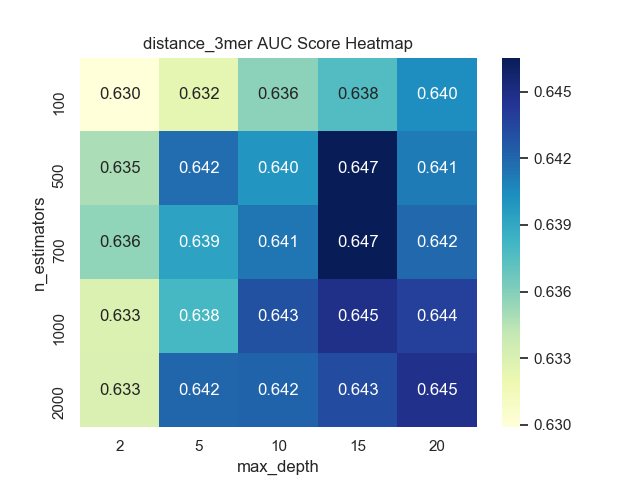 distance_3mer AUC Score Heatmap
n_estimators
100 0.630 0.632 0.636 0.638 0.640
500 0.635 0.642 0.640 0.647 0.641
700 0.636 0.639 0.641 0.647 0.642
1000 0.633 0.638 0.643 0.645 0.644
2000 0.633 0.642 0.642 0.643 0.645
2 5 10 15 20
max_depth
0.645
0.642
0.639
0.636
0.633
0.630